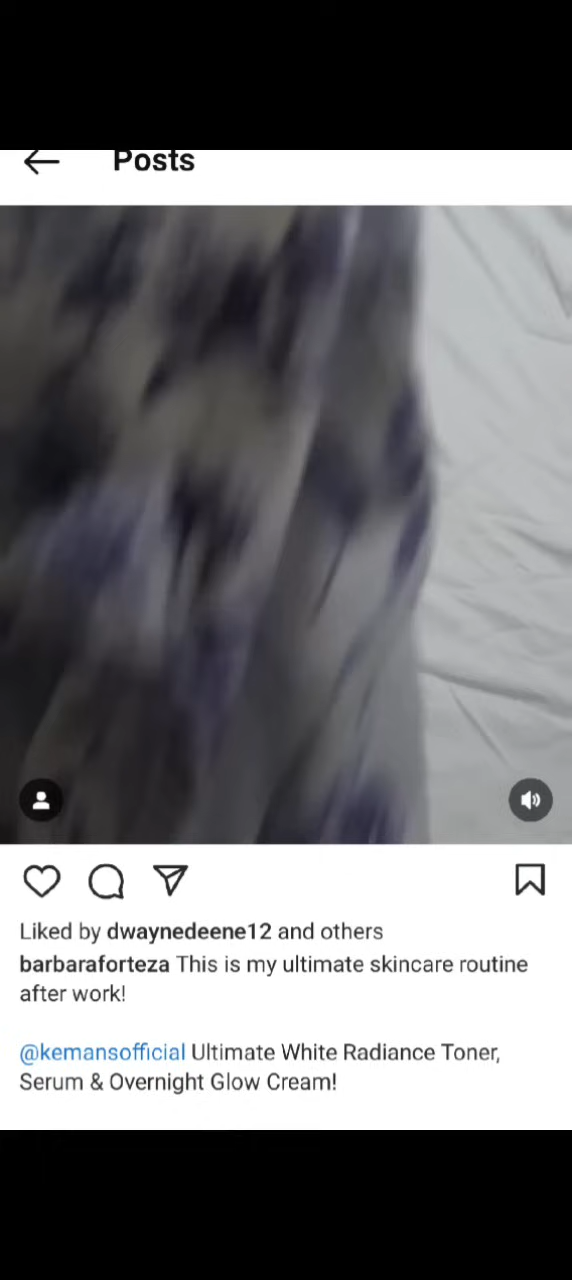 Posts
Liked by dwaynedeene12 and others
barbaraforteza This is my ultimate skincare routine
after work!
@kemansofficial Ultimate White Radiance Toner,
Serum & Overnight Glow Cream!